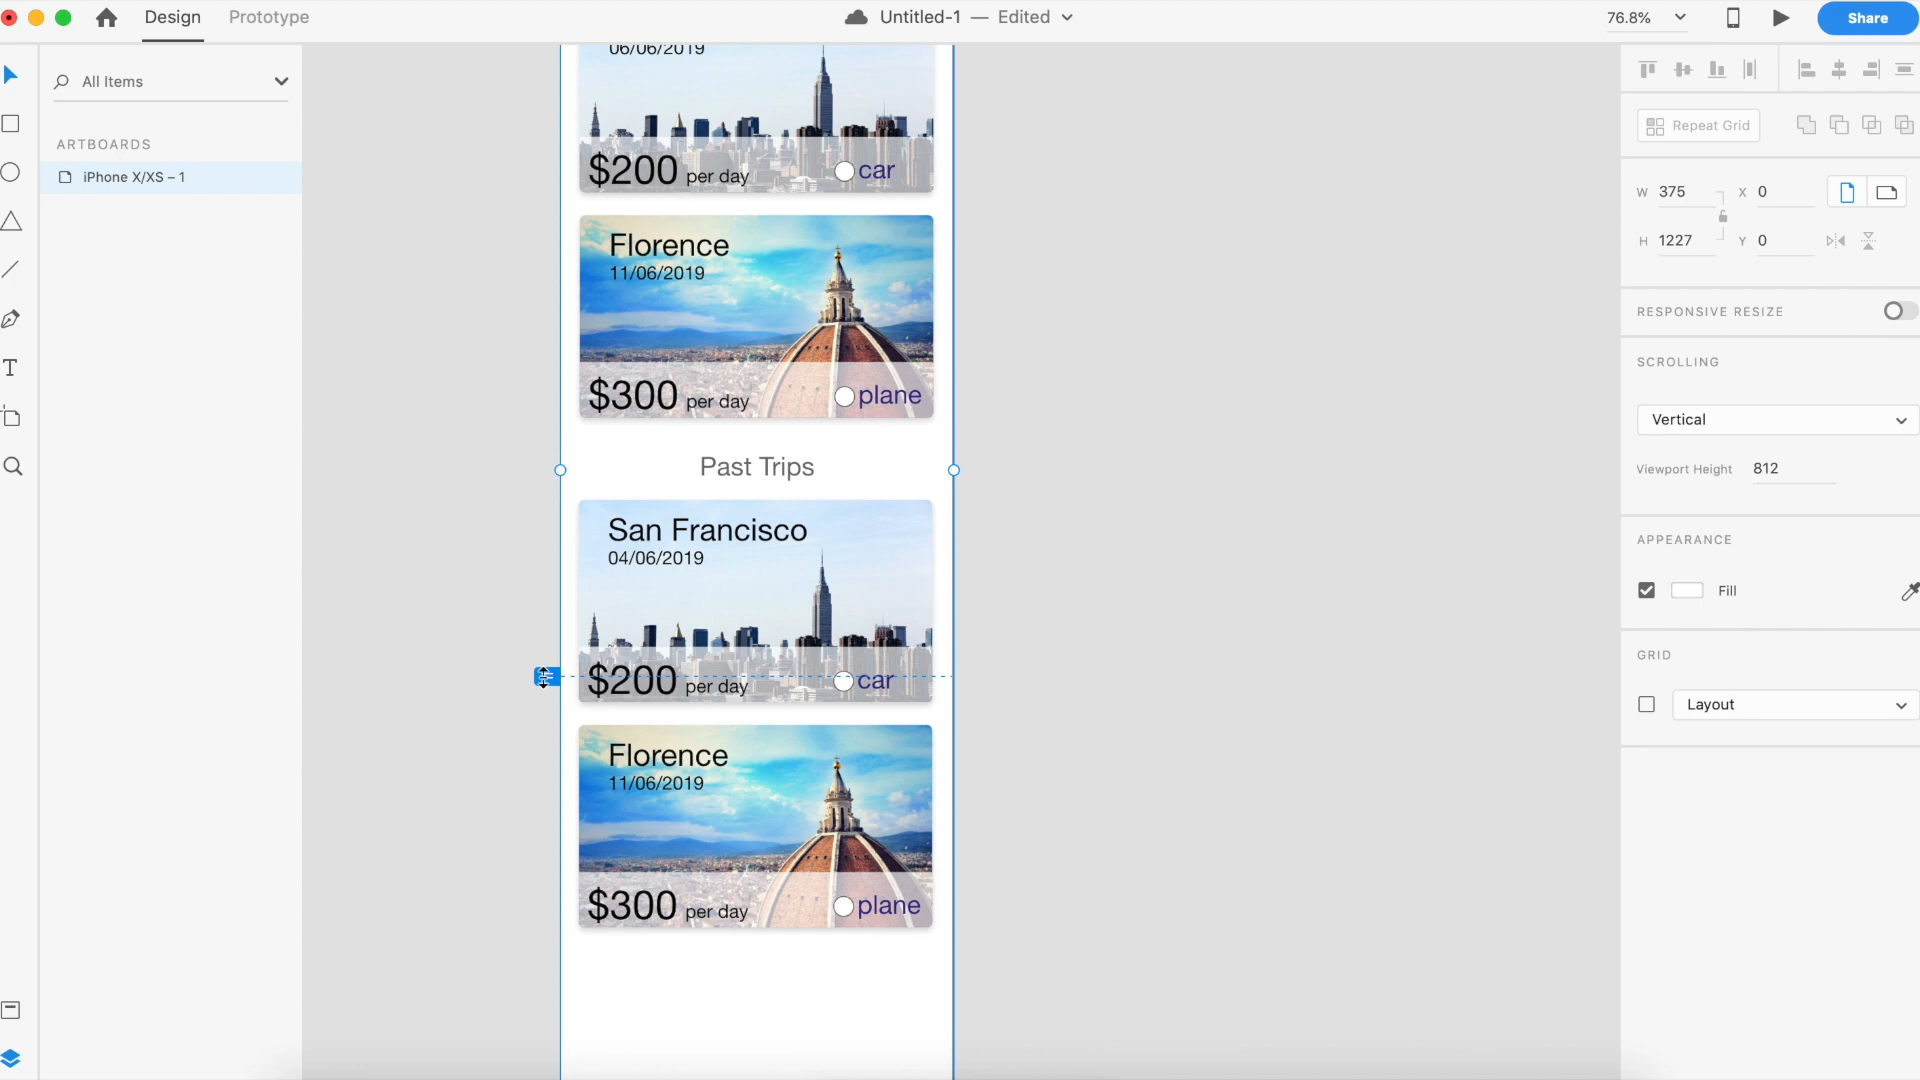 Design
Prototype
Untitled-1 — Edited
76.8%
Share
All Items
ARTBOARDS
iPhone X/XS – 1
06/06/2019
$200 per day
car
Florence
11/06/2019
$300 per day
plane
Past Trips
San Francisco
04/06/2019
$200 per day
car
Florence
11/06/2019
$300 per day
plane
Repeat Grid
W 375
X 0
H 1227
Y 0
RESPONSIVE RESIZE
SCROLLING
Vertical
Viewport Height 812
APPEARANCE
Fill
GRID
Layout